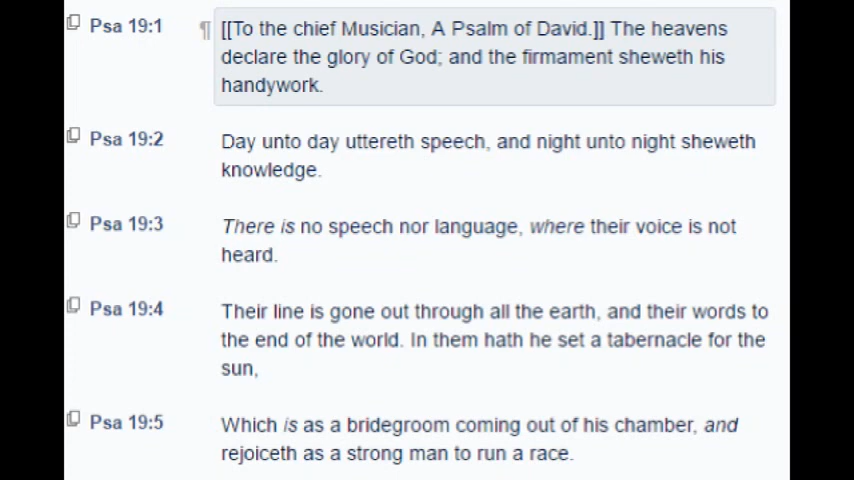 Psa 19:1 ¶ [[To the chief Musician, A Psalm of David.]] The heavens
declare the glory of God; and the firmament sheweth his
handywork.
Psa 19:2 Day unto day uttereth speech, and night unto night sheweth
knowledge.
Psa 19:3 There is no speech nor language, where their voice is not
heard.
Psa 19:4 Their line is gone out through all the earth, and their words to
the end of the world. In them hath he set a tabernacle for the
sun,
Psa 19:5 Which is as a bridegroom coming out of his chamber, and
rejoiceth as a strong man to run a race.